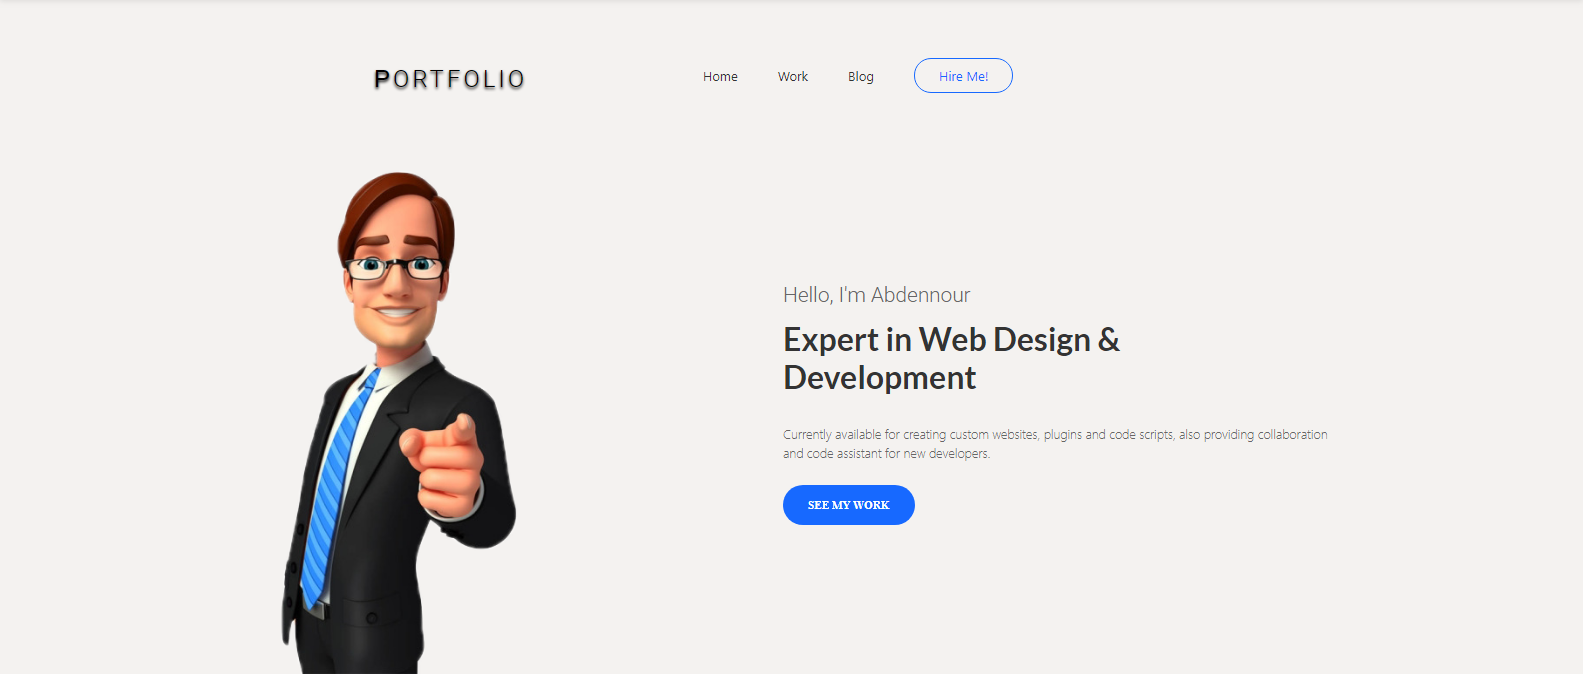 PORTFOLIO
Home
Work
Blog
Hire Me!
Hello, I'm Abdennour
Expert in Web Design &
Development
Currently available for creating custom websites, plugins and code scripts, also providing collaboration
and code assistant for new developers.
SEE MY WORK